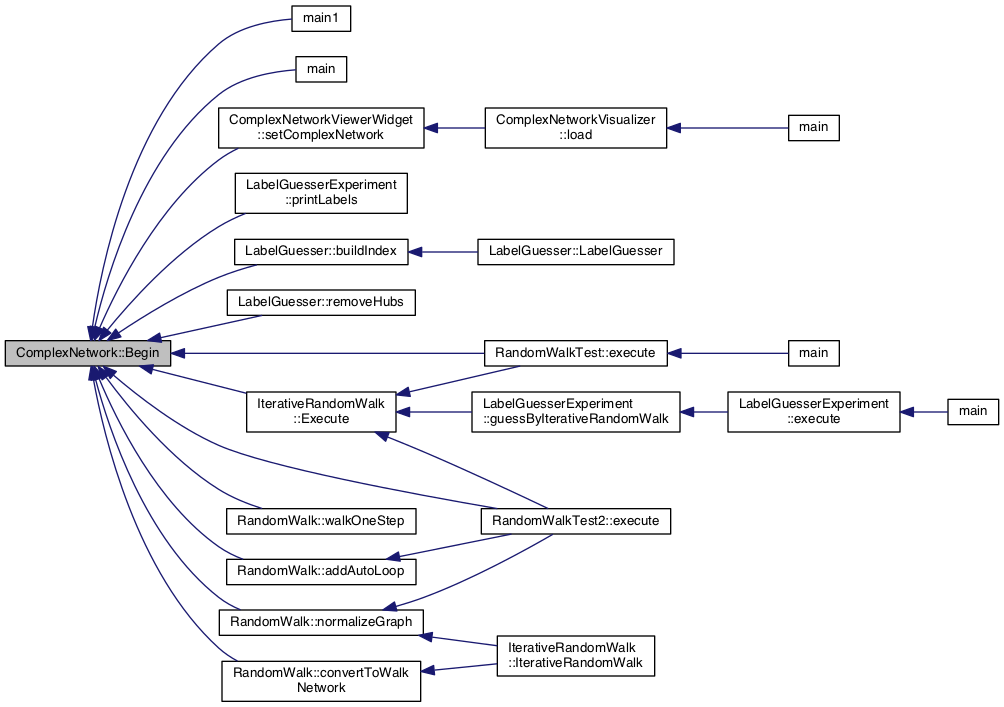 main1
main
ComplexNetworkViewerWidget
::setComplexNetwork
ComplexNetworkVisualizer
::load
main
LabelGuesserExperiment
::printLabels
LabelGuesser::buildIndex
LabelGuesser::LabelGuesser
LabelGuesser::removeHubs
ComplexNetwork::Begin
RandomWalkTest::execute
main
IterativeRandomWalk
::Execute
LabelGuesserExperiment
::guessByIterativeRandomWalk
LabelGuesserExperiment
::execute
main
RandomWalk::walkOneStep
RandomWalkTest2::execute
RandomWalk::addAutoLoop
RandomWalk::normalizeGraph
IterativeRandomWalk
::IterativeRandomWalk
RandomWalk::convertToWalk
Network